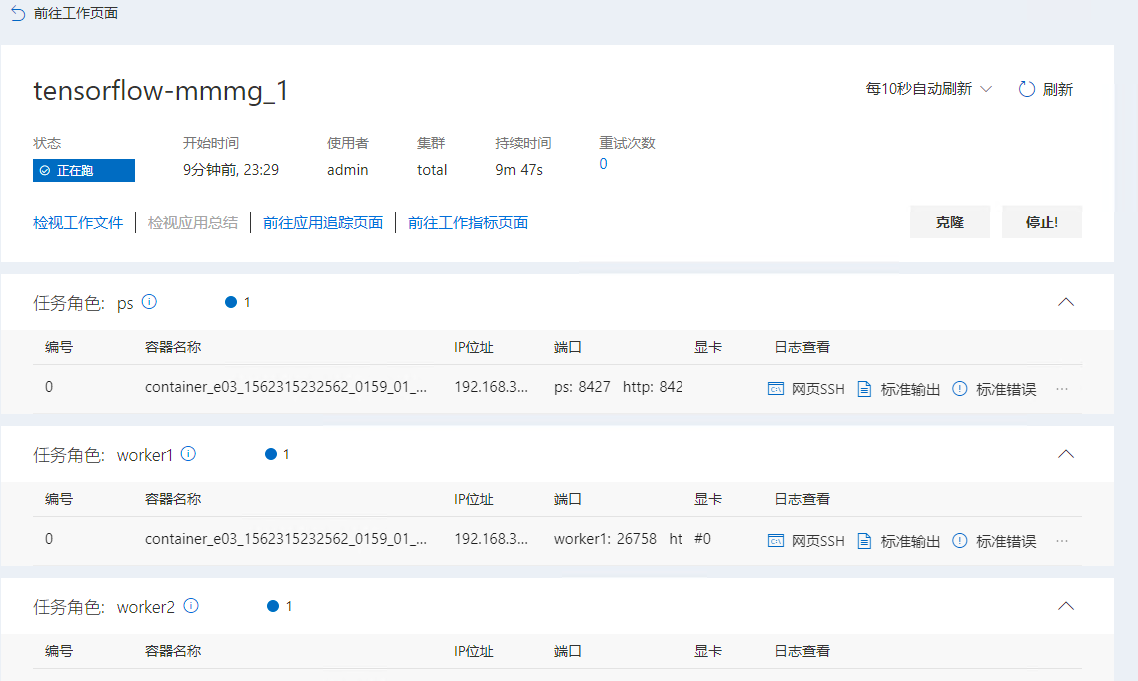 前往工作页面
tensorflow-mmmg_1 每10秒自动刷新 刷新
状态 开始时间 使用者 集群 持续时间 重试次数
正在跑 9分钟前, 23:29 admin total 9m 47s 0
检视工作文件 检视应用总结 前往应用追踪页面 前往工作指标页面 克隆 停止!
任务角色: ps 1
编号 容器名称 IP位址 端口 显卡 日志查看
0 container_e03_1562315232562_0159_01_... 192.168.3... ps: 8427 http: 842 网页SSH 标准输出 标准错误 ...
任务角色: worker1 1
编号 容器名称 IP位址 端口 显卡 日志查看
0 container_e03_1562315232562_0159_01_... 192.168.3... worker1: 26758 ht #0 网页SSH 标准输出 标准错误 ...
任务角色: worker2 1
编号 容器名称 IP位址 端口 显卡 日志查看